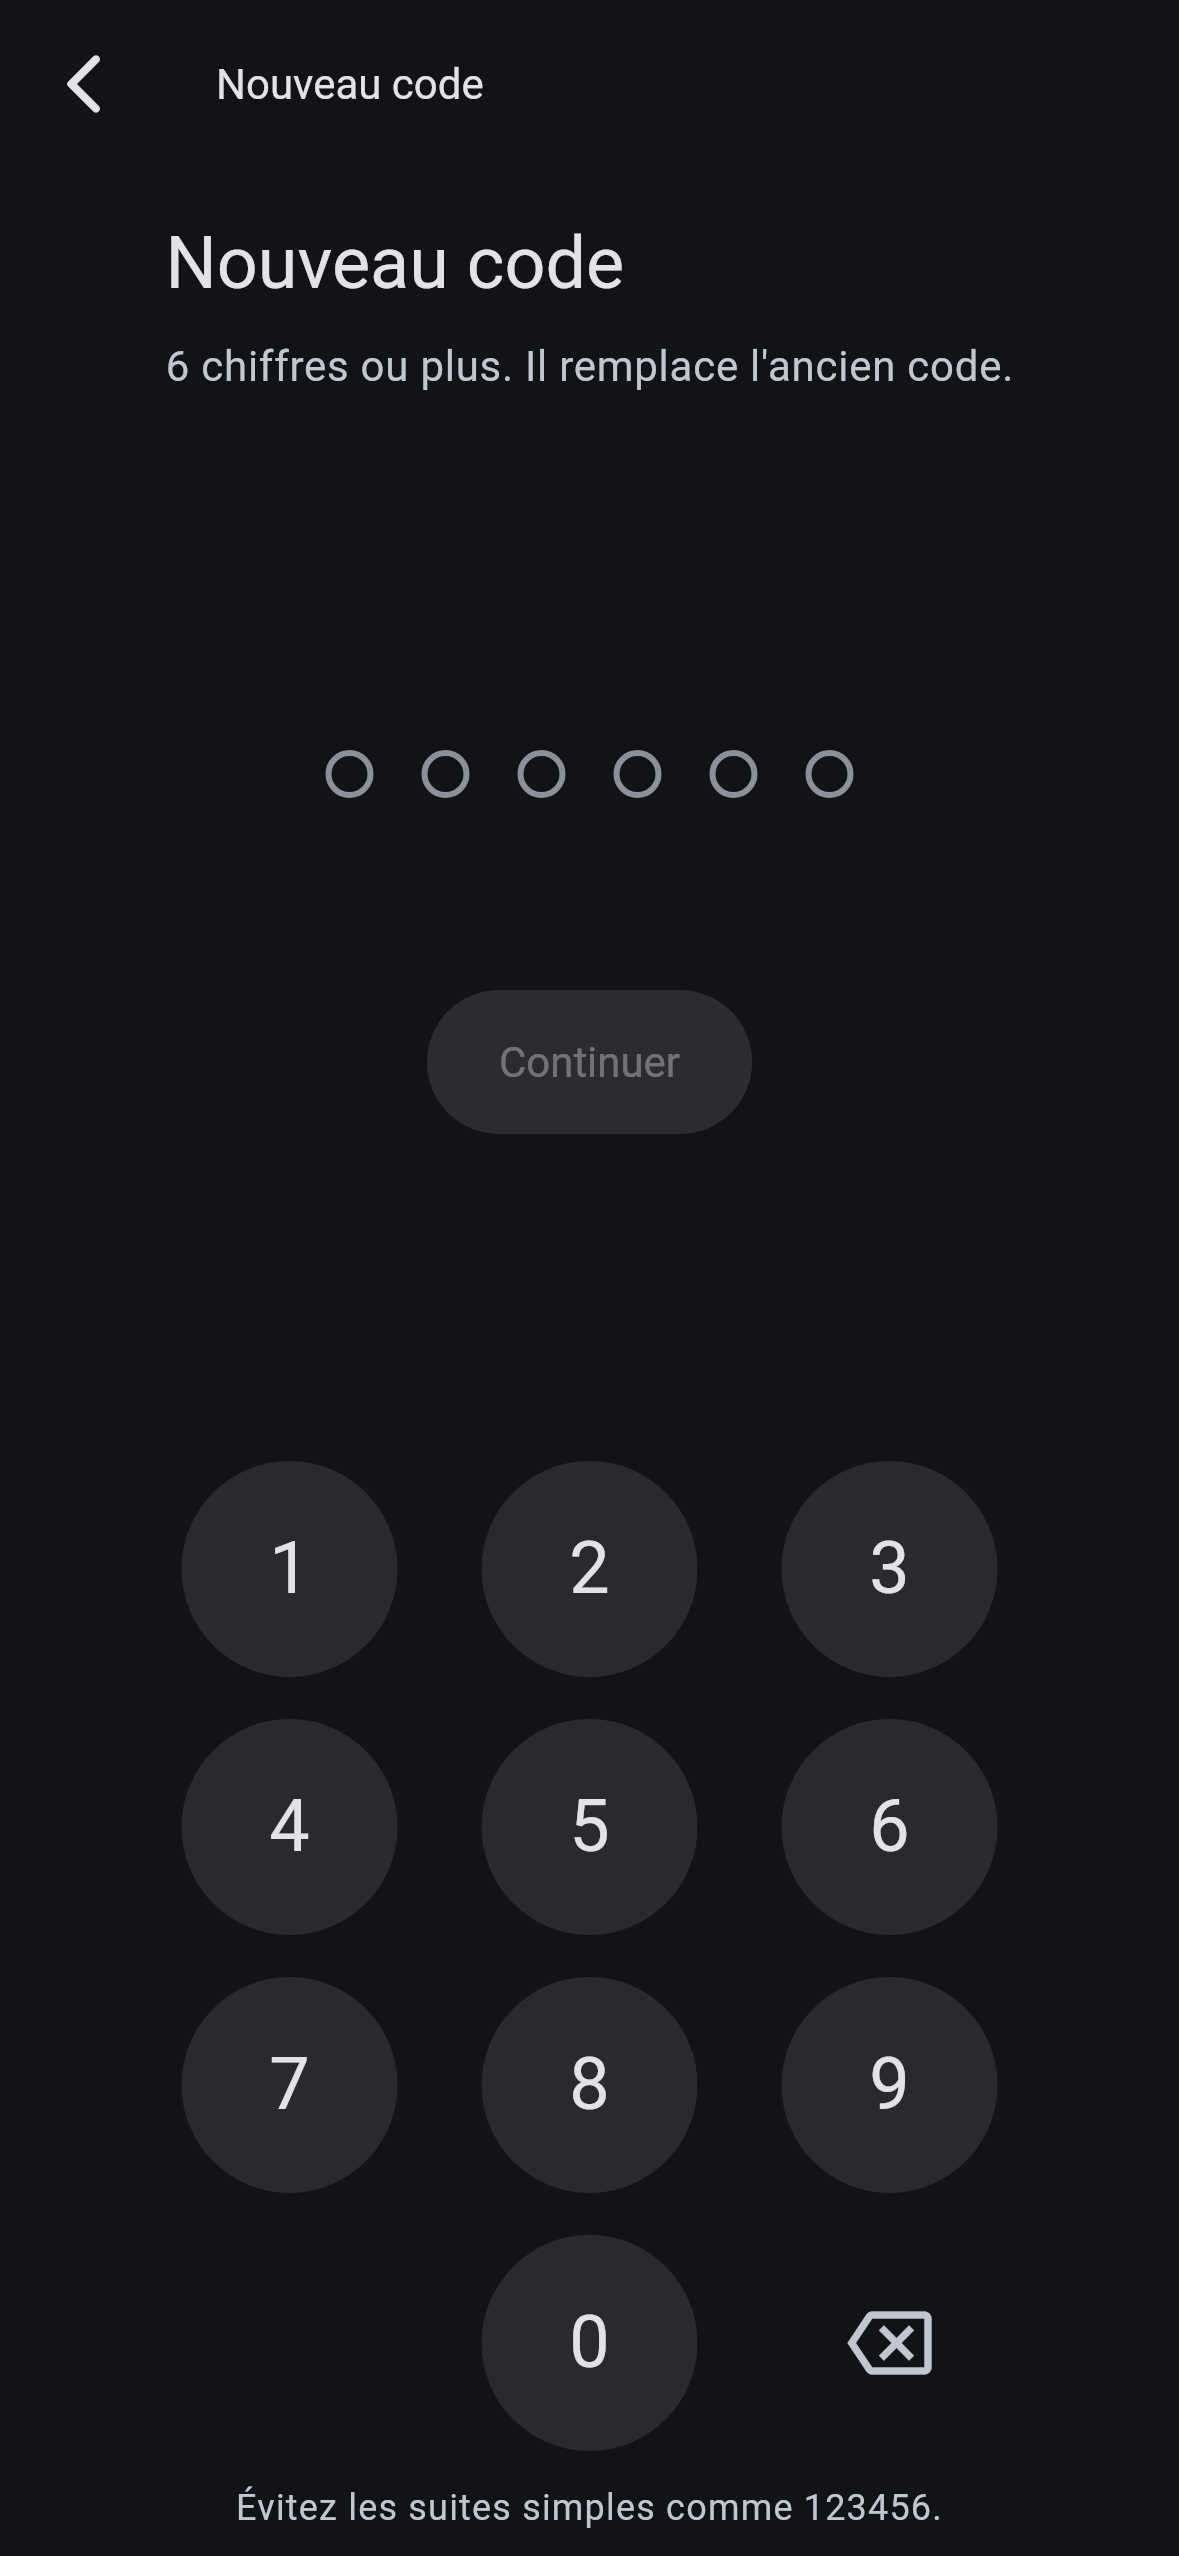 Nouveau code
Nouveau code
6 chiffres ou plus. Il remplace l'ancien code.
Continuer
1 2 3
4 5 6
7 8 9
0
Évitez les suites simples comme 123456.